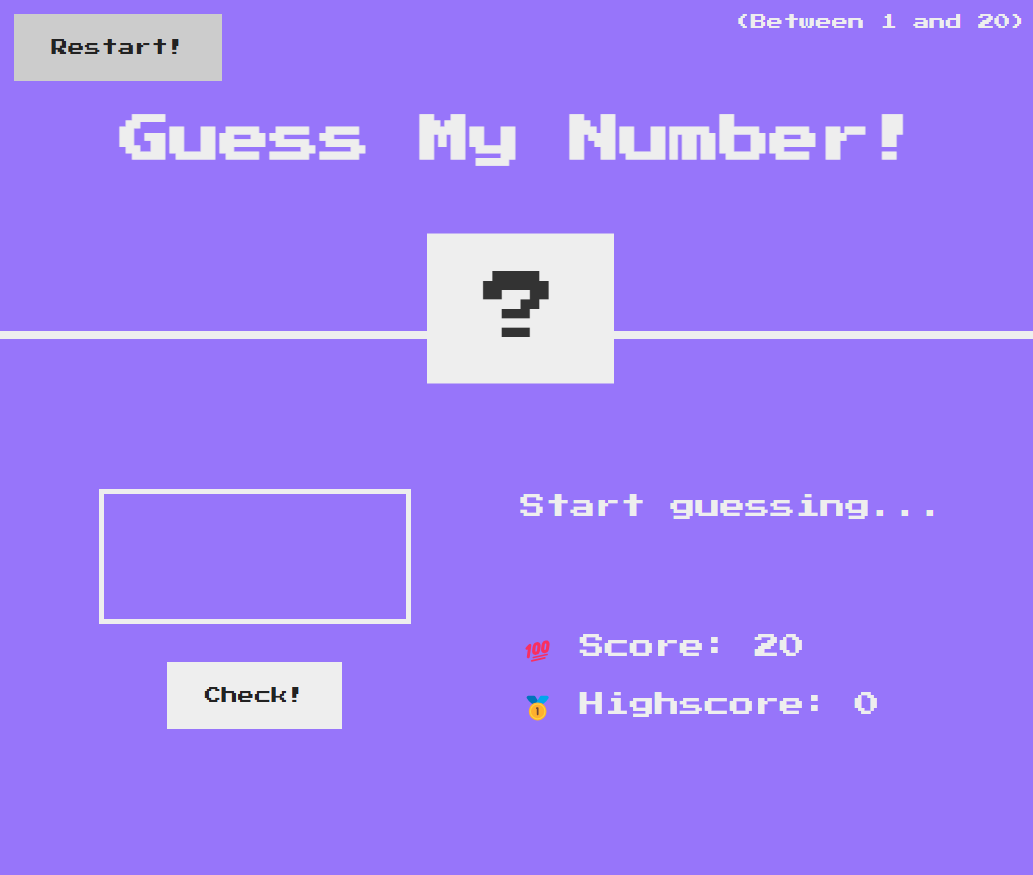 Restart!
(Between 1 and 20)
Guess My Number!
?
Start guessing...
💯 Score: 20
🥇 Highscore: 0
Check!